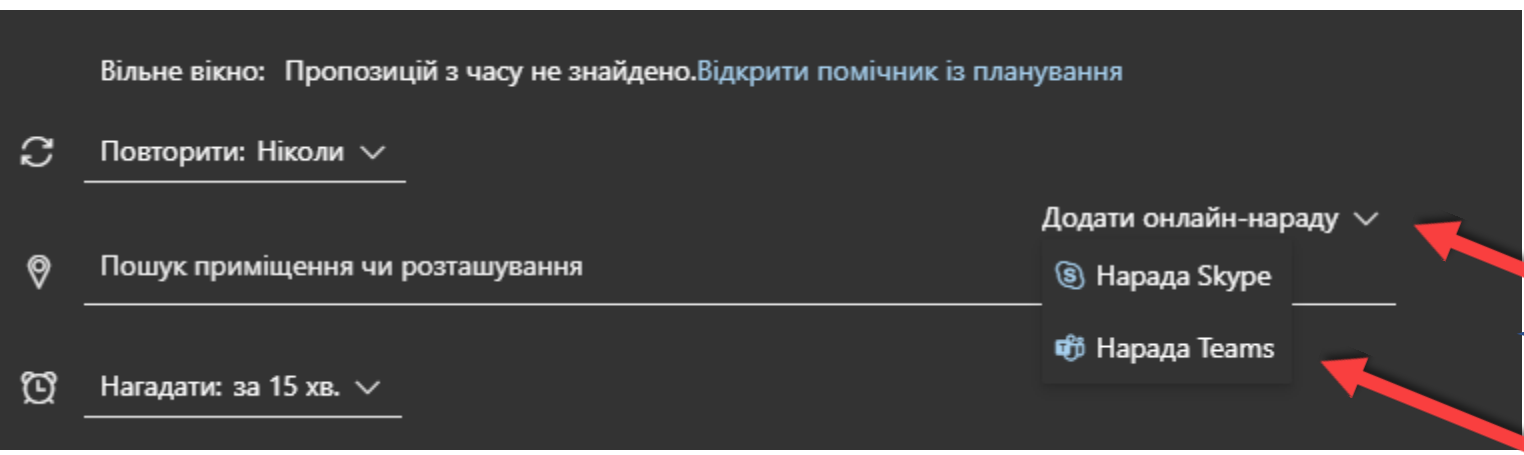 Вільне вікно: Пропозицій з часу не знайдено.Відкрити помічник із планування
Повторити: Ніколи
Додати онлайн-нараду
Пошук приміщення чи розташування
Нарада Skype
Нарада Teams
Нагадати: за 15 хв.